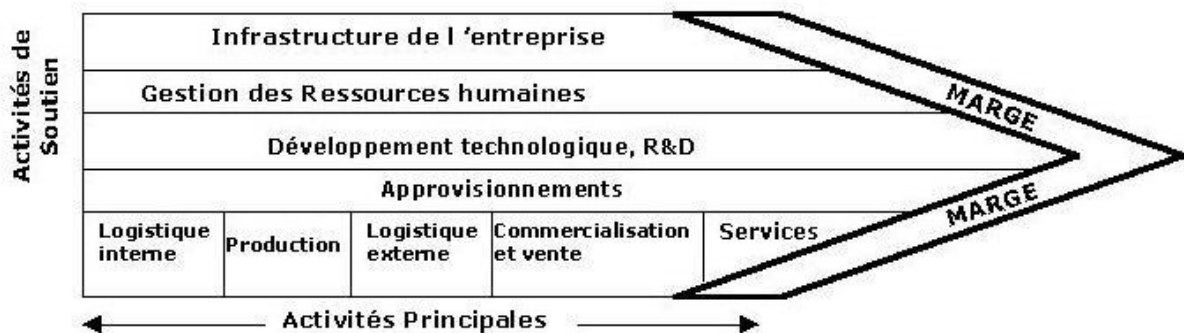 Activités de
Soutien
Infrastructure de l 'entreprise
Gestion des Ressources humaines
Développement technologique, R&D
Approvisionnements
Logistique
interne
Production
Logistique
externe
Commercialisation
et vente
Services
MARGE
MARGE
Activités Principales